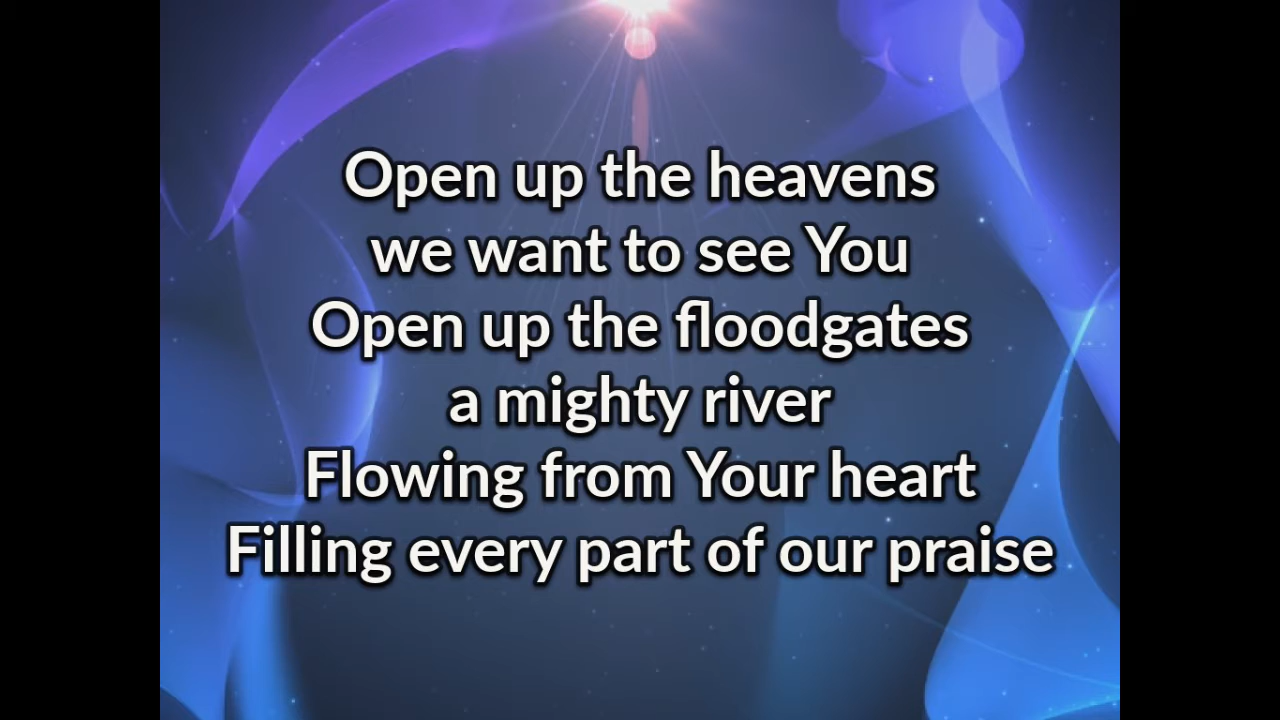 Open up the heavens
we want to see You
Open up the floodgates
a mighty river
Flowing from Your heart
Filling every part of our praise